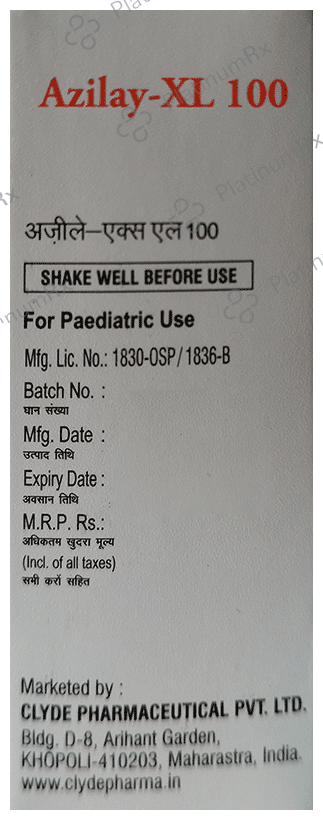 Azilay-XL 100
अज़ीले-एक्स एल 100
SHAKE WELL BEFORE USE
For Paediatric Use
Mfg. Lic. No.: 1830-OSP/1836-B
Batch No. :
घान संख्या
Mfg. Date :
उत्पाद तिथि
Expiry Date :
अवसान तिथि
M.R.P. Rs.:
अधिकतम खुदरा मूल्य
(Incl. of all taxes)
सभी करों सहित
Marketed by :
CLYDE PHARMACEUTICAL PVT. LTD.
Bldg. D-8, Arihant Garden,
KHOPOLI-410203, Maharastra, India.
www.clydepharma.in
PlatinumRx